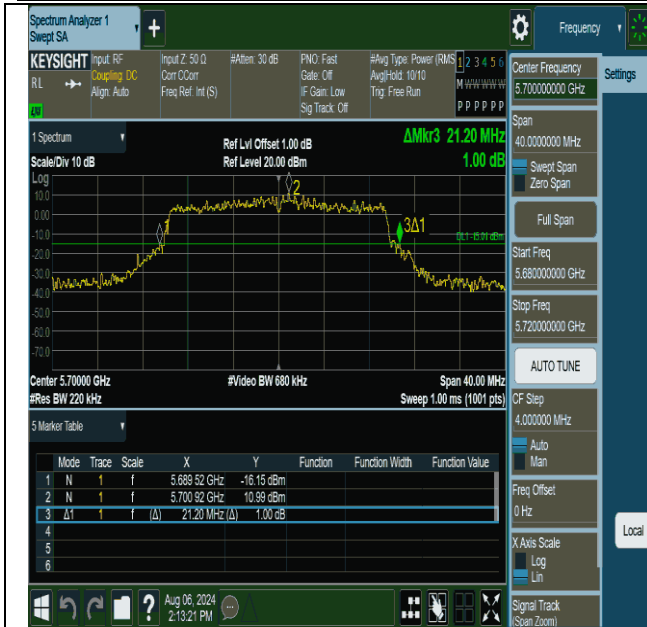 Spectrum Analyzer 1
Swept SA
Frequency
KEYSIGHT
RL
LXI
Input: RF
Coupling: DC
Align: Auto
Input Z: 50 Ω
Corr CCorr
Freq Ref: Int (S)
#Atten: 30 dB
PNO: Fast
Gate: Off
IF Gain: Low
Sig Track: Off
#Avg Type: Power (RMS
Avg|Hold: 10/10
Trig: Free Run
1 2 3 4 5 6
M W W W W W
P P P P P P
1 Spectrum
Scale/Div 10 dB
Ref Lvl Offset 1.00 dB
Ref Level 20.00 dBm
ΔMkr3 21.20 MHz
1.00 dB
Log
10.0
0.00
-10.0
-20.0
-30.0
-40.0
-50.0
-60.0
-70.0
1
2
3Δ1
DL1 -15.01 dBm
Center 5.70000 GHz
#Res BW 220 kHz
#Video BW 680 kHz
Span 40.00 MHz
Sweep 1.00 ms (1001 pts)
5 Marker Table
Mode Trace Scale X Y Function Function Width Function Value
1 N 1 f 5.689 52 GHz -16.15 dBm
2 N 1 f 5.700 92 GHz 10.99 dBm
3 Δ1 1 f (Δ) 21.20 MHz (Δ) 1.00 dB
4
5
6
Aug 06, 2024
2:13:21 PM
Center Frequency
5.700000000 GHz
Settings
Span
40.0000000 MHz
Swept Span
Zero Span
Full Span
Start Freq
5.680000000 GHz
Stop Freq
5.720000000 GHz
AUTO TUNE
CF Step
4.000000 MHz
Auto
Man
Freq Offset
0 Hz
Local
X Axis Scale
Log
Lin
Signal Track
(Span Zoom)